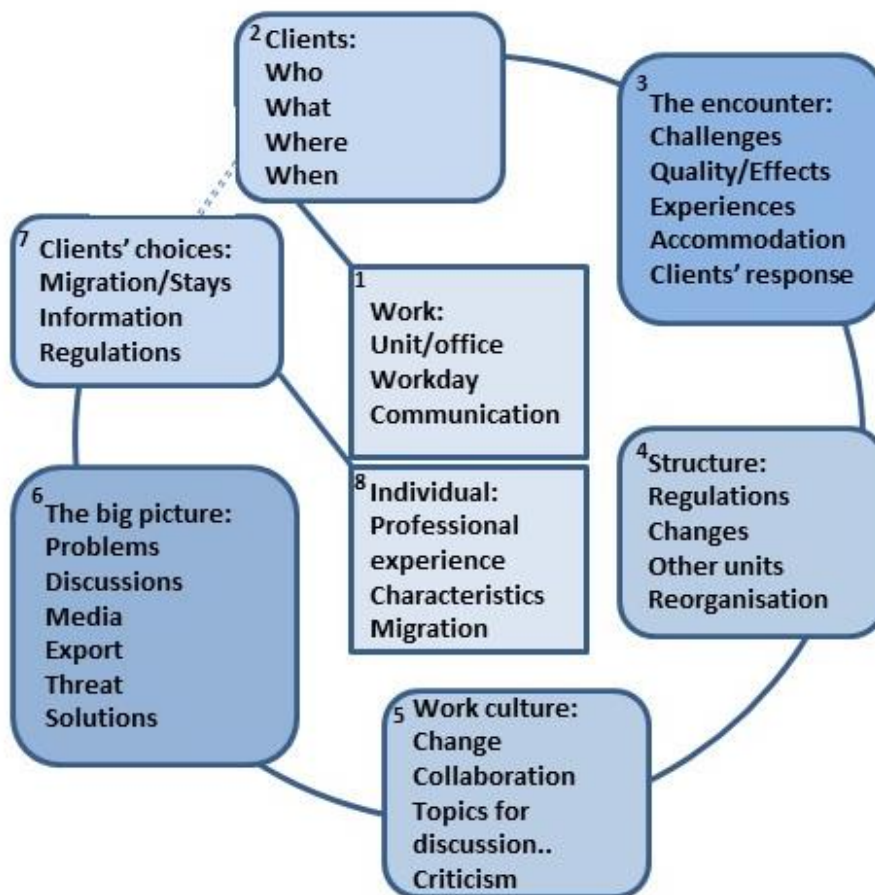 1
Work:
Unit/office
Workday
Communication
2 Clients:
Who
What
Where
When
3
The encounter:
Challenges
Quality/Effects
Experiences
Accommodation
Clients’ response
4 Structure:
Regulations
Changes
Other units
Reorganisation
5 Work culture:
Change
Collaboration
Topics for
discussion..
Criticism
6
The big picture:
Problems
Discussions
Media
Export
Threat
Solutions
7 Clients’ choices:
Migration/Stays
Information
Regulations
8 Individual:
Professional
experience
Characteristics
Migration